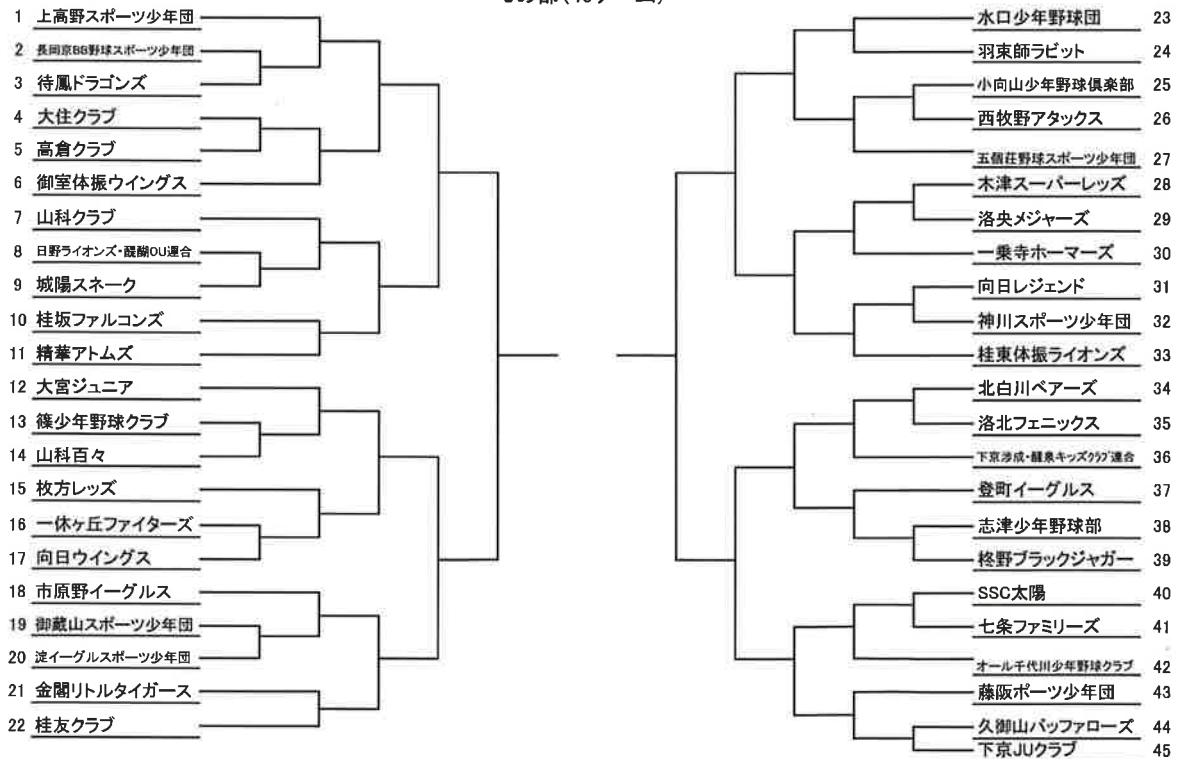 1 上高野スポーツ少年団
2 長岡京BB野球スポーツ少年団
3 待鳳ドラゴンズ
4 大住クラブ
5 高倉クラブ
6 御室体振ウイングス
7 山科クラブ
8 日野ライオンズ・醍醐OU連合
9 城陽スネーク
10 桂坂ファルコンズ
11 精華アトムズ
12 大宮ジュニア
13 篠少年野球クラブ
14 山科百々
15 枚方レッズ
16 一休ヶ丘ファイターズ
17 向日ウイングス
18 市原野イーグルス
19 御蔵山スポーツ少年団
20 淀イーグルスポーツ少年団
21 金閣リトルタイガース
22 桂友クラブ
水口少年野球団 23
羽束師ラビット 24
小向山少年野球倶楽部 25
西牧野アタックス 26
五個荘野球スポーツ少年団 27
木津スーパーレッズ 28
洛央メジャーズ 29
一乗寺ホーマーズ 30
向日レジェンド 31
神川スポーツ少年団 32
桂東体振ライオンズ 33
北白川ベアーズ 34
洛北フェニックス 35
下京渉成・醒泉キッズクラブ連合 36
登町イーグルス 37
志津少年野球部 38
柊野ブラックジャガー 39
SSC太陽 40
七条ファミリーズ 41
オール千代川少年野球クラブ 42
藤阪ポーツ少年団 43
久御山バッファローズ 44
下京JUクラブ 45